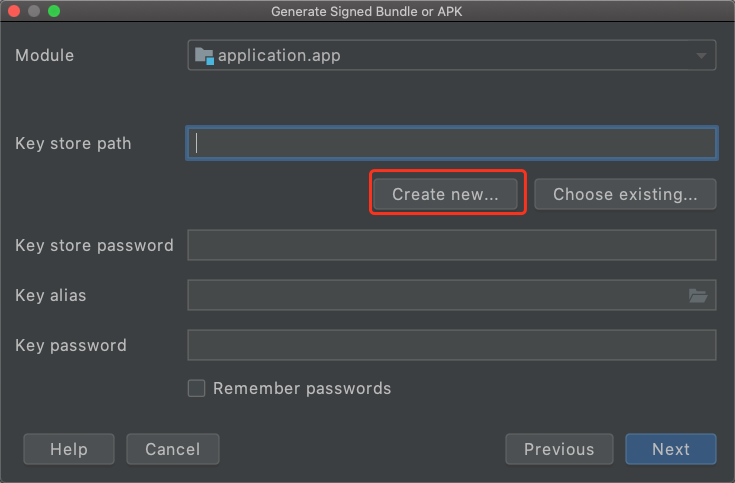 Generate Signed Bundle or APK
Module application.app
Key store path
Create new... Choose existing...
Key store password
Key alias
Key password
Remember passwords
Help Cancel Previous Next